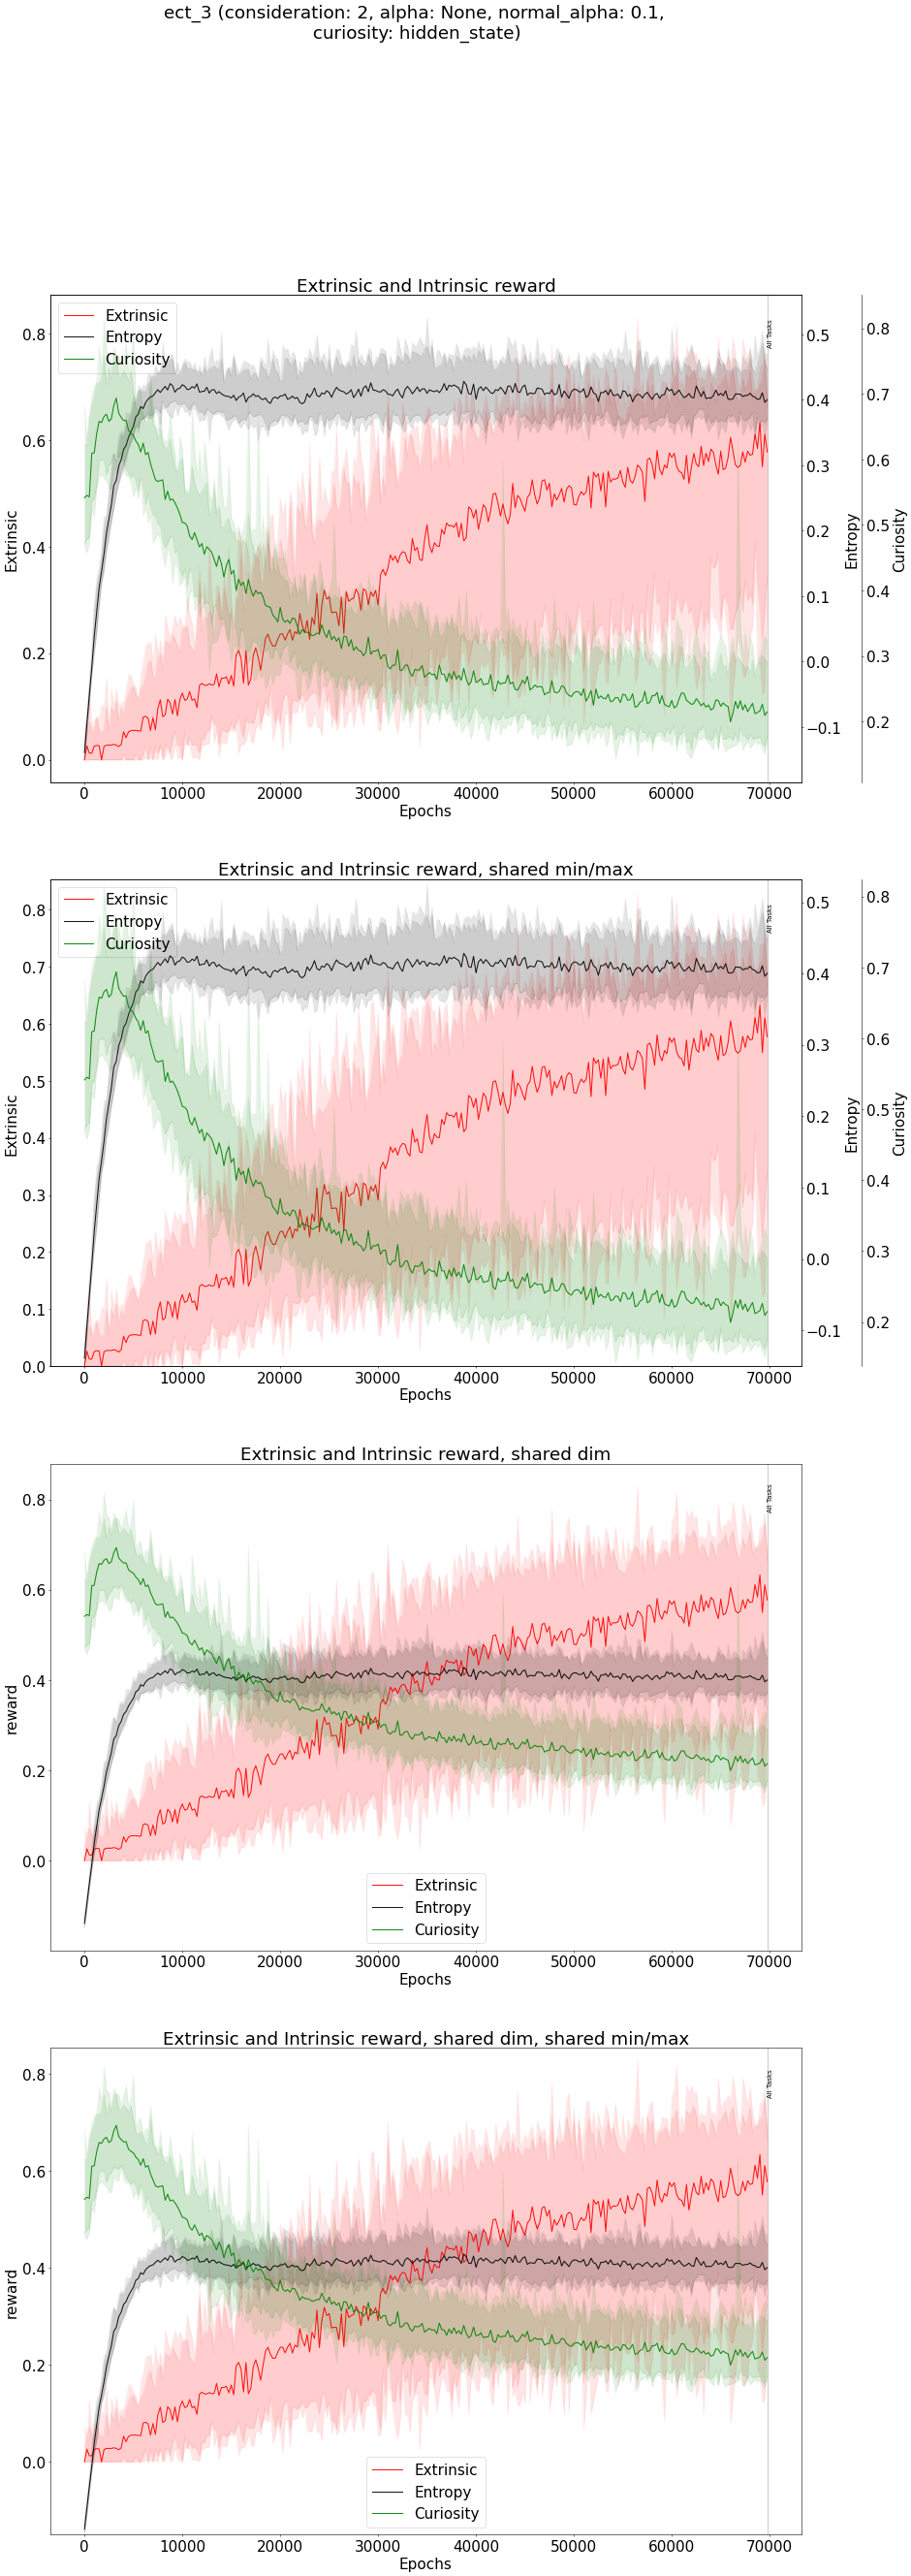 ect_3 (consideration: 2, alpha: None, normal_alpha: 0.1,
curiosity: hidden_state)
Extrinsic and Intrinsic reward
Extrinsic
Entropy
Curiosity
All Tasks
0.8
0.6
0.4
0.2
0.0
Extrinsic
0.5
0.4
0.3
0.2
0.1
0.0
−0.1
Entropy
0.8
0.7
0.6
0.5
0.4
0.3
0.2
Curiosity
0 10000 20000 30000 40000 50000 60000 70000
Epochs
Extrinsic and Intrinsic reward, shared min/max
Extrinsic
Entropy
Curiosity
All Tasks
0.8
0.7
0.6
0.5
0.4
0.3
0.2
0.1
0.0
Extrinsic
0.5
0.4
0.3
0.2
0.1
0.0
−0.1
Entropy
0.8
0.7
0.6
0.5
0.4
0.3
0.2
Curiosity
0 10000 20000 30000 40000 50000 60000 70000
Epochs
Extrinsic and Intrinsic reward, shared dim
All Tasks
0.8
0.6
0.4
0.2
0.0
reward
Extrinsic
Entropy
Curiosity
0 10000 20000 30000 40000 50000 60000 70000
Epochs
Extrinsic and Intrinsic reward, shared dim, shared min/max
All Tasks
0.8
0.6
0.4
0.2
0.0
reward
Extrinsic
Entropy
Curiosity
0 10000 20000 30000 40000 50000 60000 70000
Epochs